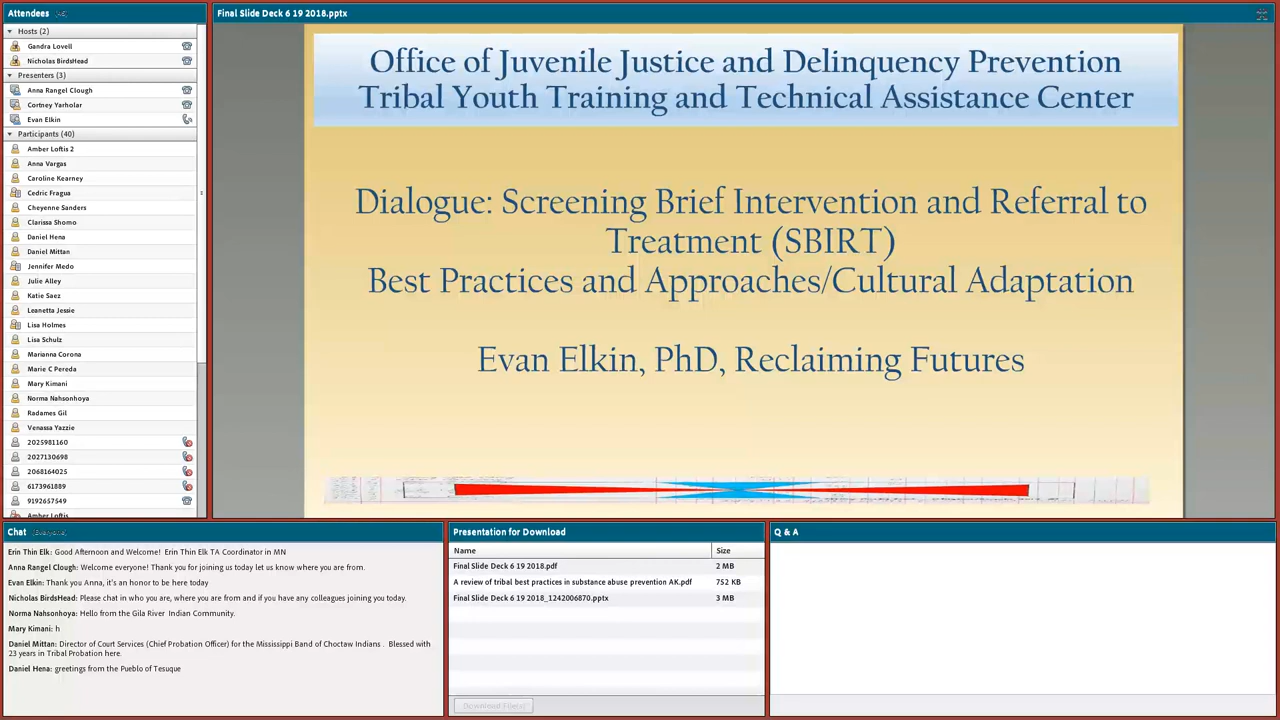 Attendees
Final Slide Deck 6 19 2018.pptx
Hosts (2)
Gandra Lovell
Nicholas BirdsHead
Presenters (3)
Anna Rangel Clough
Cortney Yarholar
Evan Elkin
Participants (40)
Amber Loftis 2
Anna Vargas
Caroline Kearney
Cedric Fragua
Cheyenne Sanders
Clarissa Shomo
Daniel Hena
Daniel Mittan
Jennifer Medo
Julie Alley
Katie Saez
Leanetta Jessie
Lisa Holmes
Lisa Schulz
Marianna Corona
Marie C Pereda
Mary Kimani
Norma Nahsonhoya
Radames Gil
Venassa Yazzie
2025981160
2027130698
2068164025
6173961889
9192657549
Amber Loftis
Office of Juvenile Justice and Delinquency Prevention
Tribal Youth Training and Technical Assistance Center
Dialogue: Screening Brief Intervention and Referral to
Treatment (SBIRT)
Best Practices and Approaches/Cultural Adaptation
Evan Elkin, PhD, Reclaiming Futures
Chat (Everyone)
Erin Thin Elk: Good Afternoon and Welcome! Erin Thin Elk TA Coordinator in MN
Anna Rangel Clough: Welcome everyone! Thank you for joining us today let us know where you are from.
Evan Elkin: Thank you Anna, it's an honor to be here today
Nicholas BirdsHead: Please chat in who you are, where you are from and if you have any colleagues joining you today.
Norma Nahsonhoya: Hello from the Gila River Indian Community.
Mary Kimani: h
Daniel Mittan: Director of Court Services (Chief Probation Officer) for the Mississippi Band of Choctaw Indians . Blessed with
23 years in Tribal Probation here.
Daniel Hena: greetings from the Pueblo of Tesuque
Presentation for Download
Name Size
Final Slide Deck 6 19 2018.pdf 2 MB
A review of tribal best practices in substance abuse prevention AK.pdf 752 KB
Final Slide Deck 6 19 2018_1242006870.pptx 3 MB
Download File(s)
Q & A